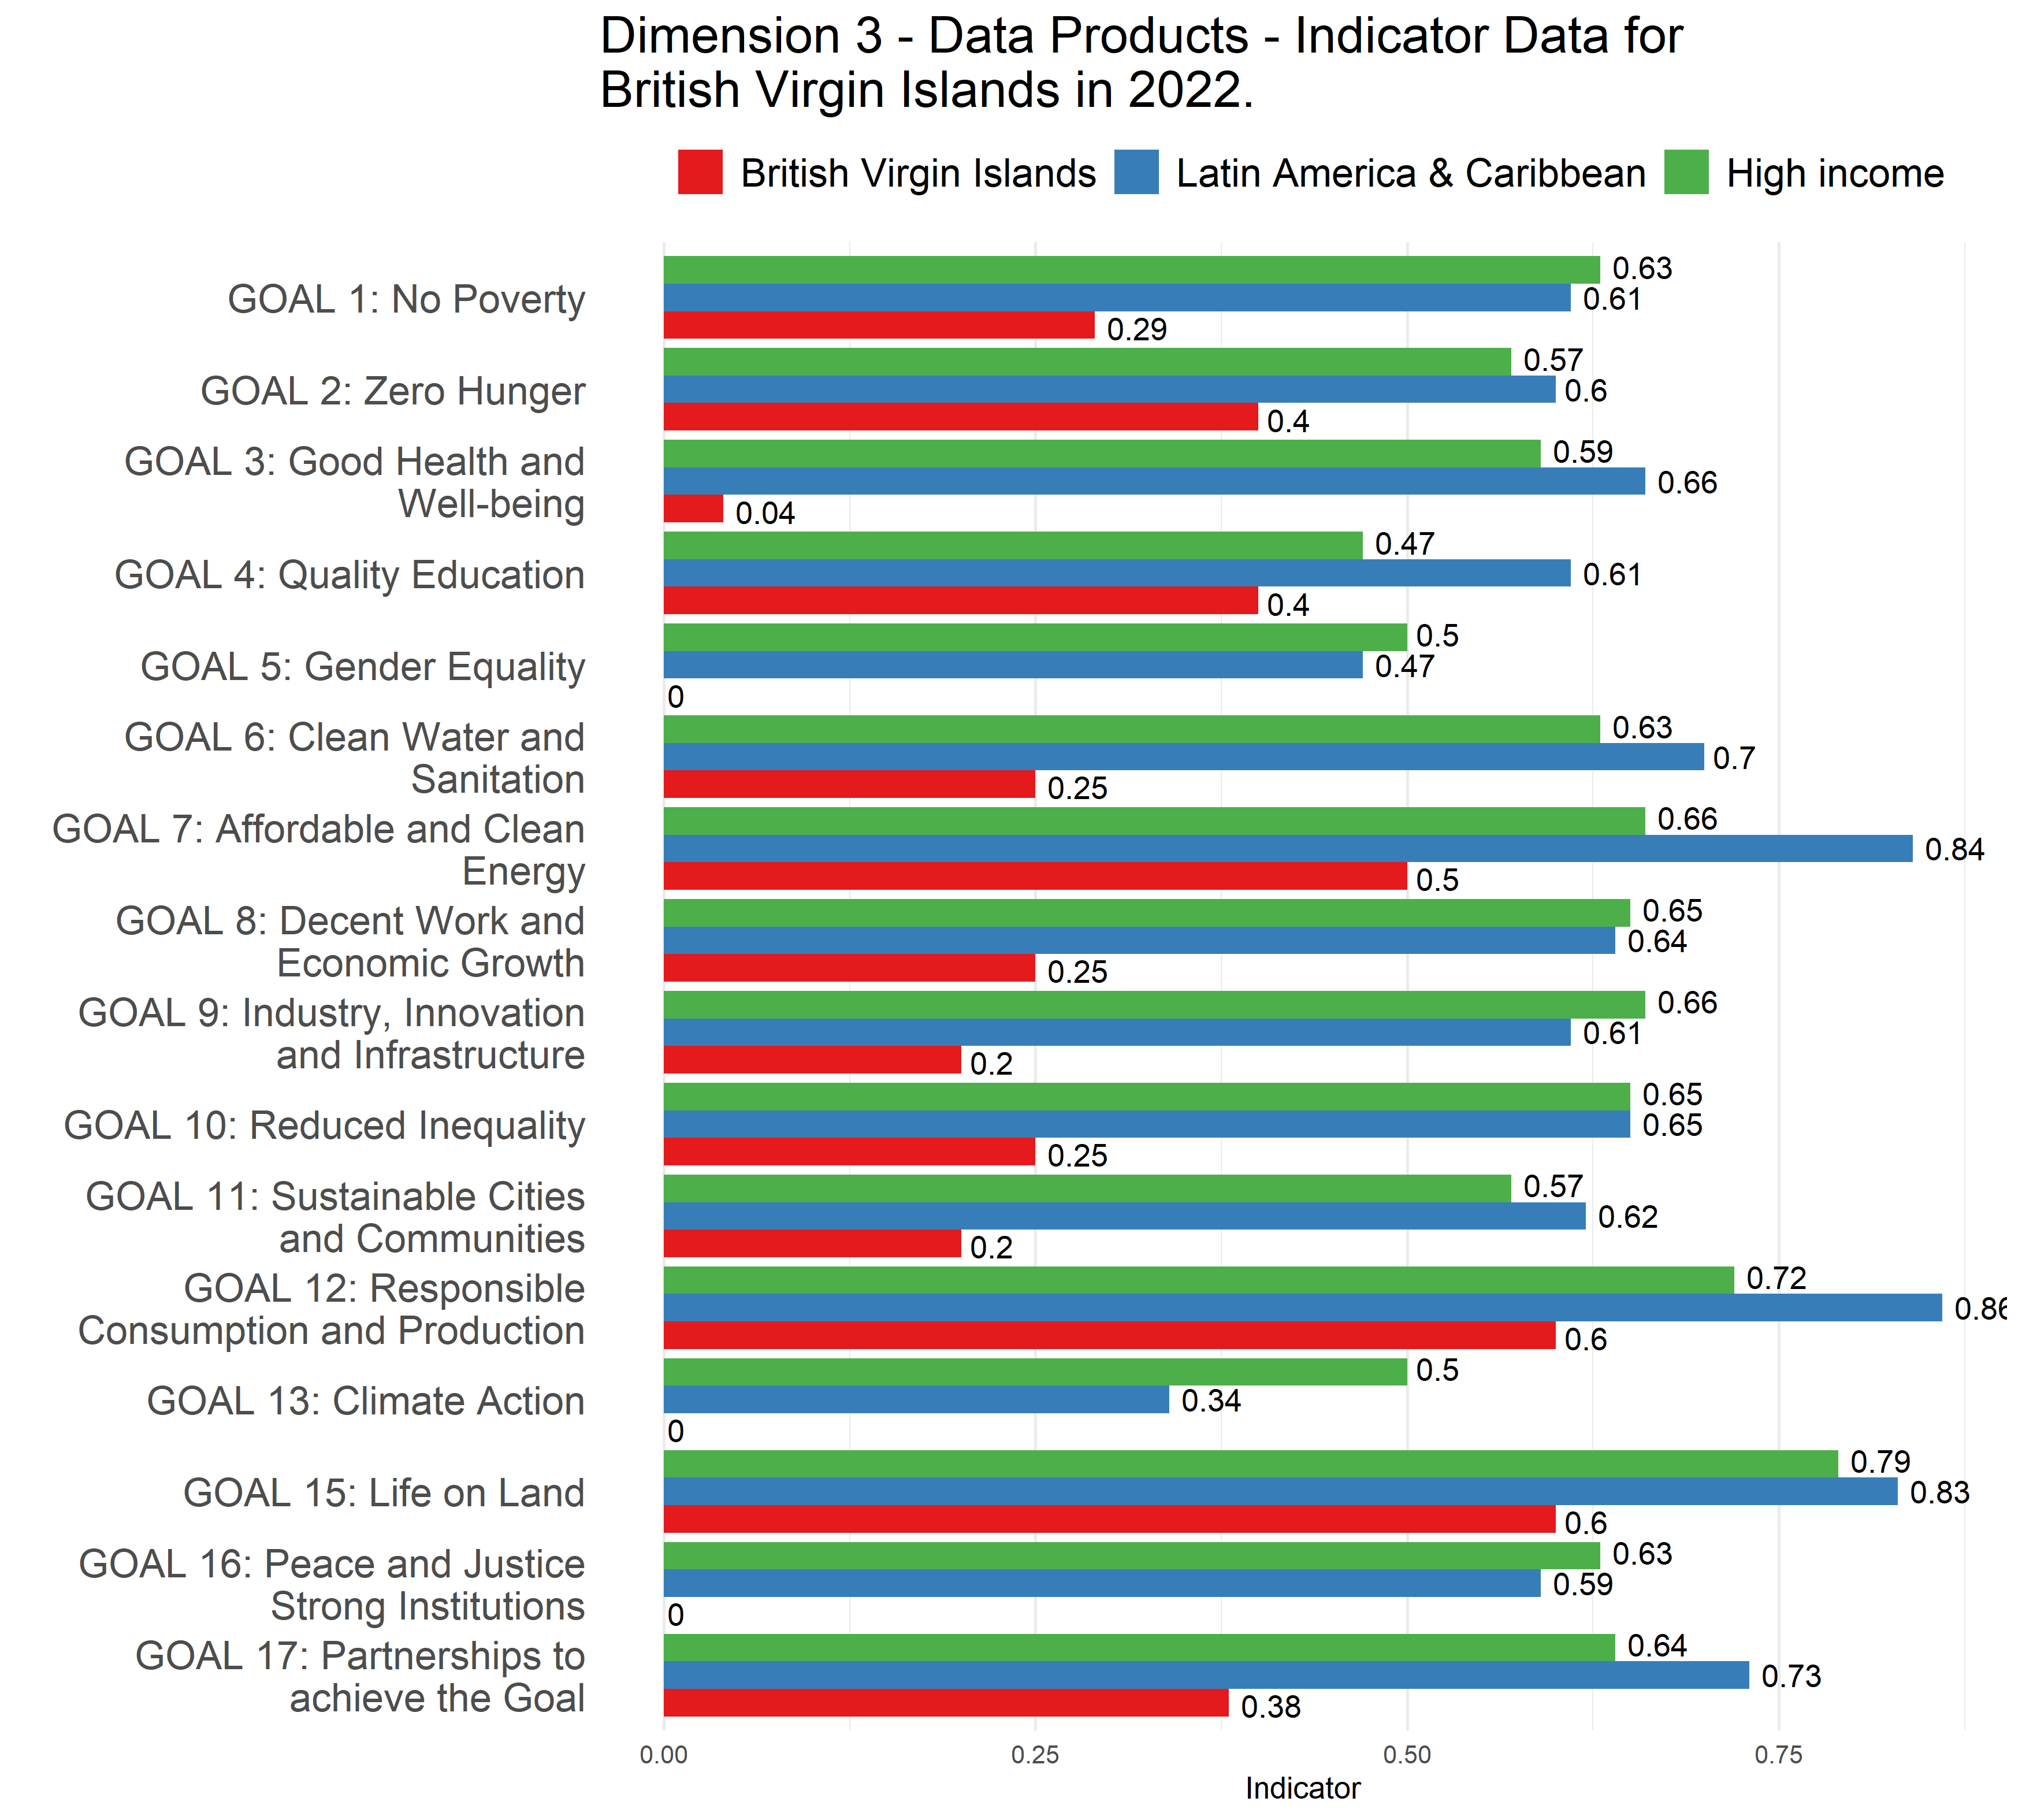 Dimension 3 - Data Products - Indicator Data for
British Virgin Islands in 2022.
British Virgin Islands
Latin America & Caribbean
High income
GOAL 1: No Poverty
0.63
0.61
0.29
GOAL 2: Zero Hunger
0.57
0.6
0.4
GOAL 3: Good Health and
Well-being
0.59
0.66
0.04
GOAL 4: Quality Education
0.47
0.61
0.4
GOAL 5: Gender Equality
0.5
0.47
0
GOAL 6: Clean Water and
Sanitation
0.63
0.7
0.25
GOAL 7: Affordable and Clean
Energy
0.66
0.84
0.5
GOAL 8: Decent Work and
Economic Growth
0.65
0.64
0.25
GOAL 9: Industry, Innovation
and Infrastructure
0.66
0.61
0.2
GOAL 10: Reduced Inequality
0.65
0.65
0.25
GOAL 11: Sustainable Cities
and Communities
0.57
0.62
0.2
GOAL 12: Responsible
Consumption and Production
0.72
0.86
0.6
GOAL 13: Climate Action
0.5
0.34
0
GOAL 15: Life on Land
0.79
0.83
0.6
GOAL 16: Peace and Justice
Strong Institutions
0.63
0.59
0
GOAL 17: Partnerships to
achieve the Goal
0.64
0.73
0.38
0.00
0.25
0.50
0.75
Indicator